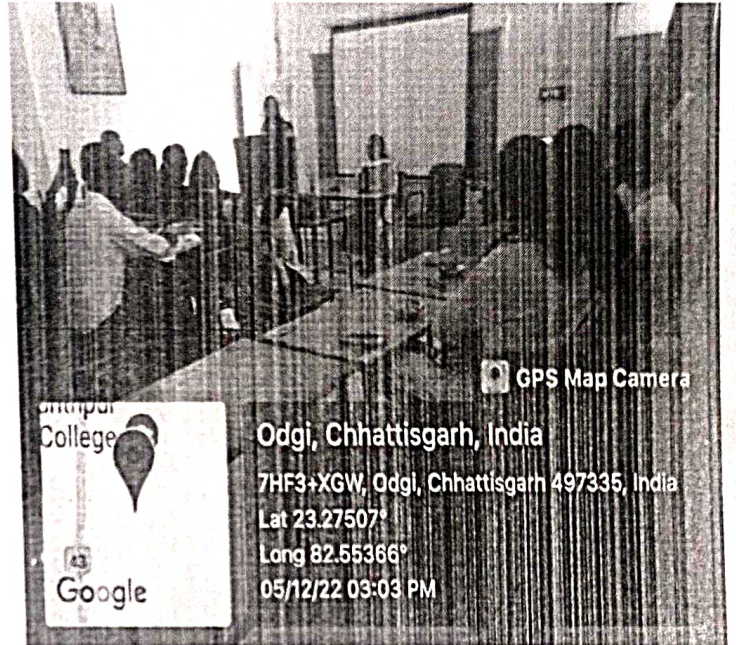 GPS Map Camera
College
Odgi, Chhattisgarh, India
7HF3+XGW, Odgi, Chhattisgarh 497335, India
Lat 23.27507°
Long 82.55366°
05/12/22 03:03 PM
43
Google